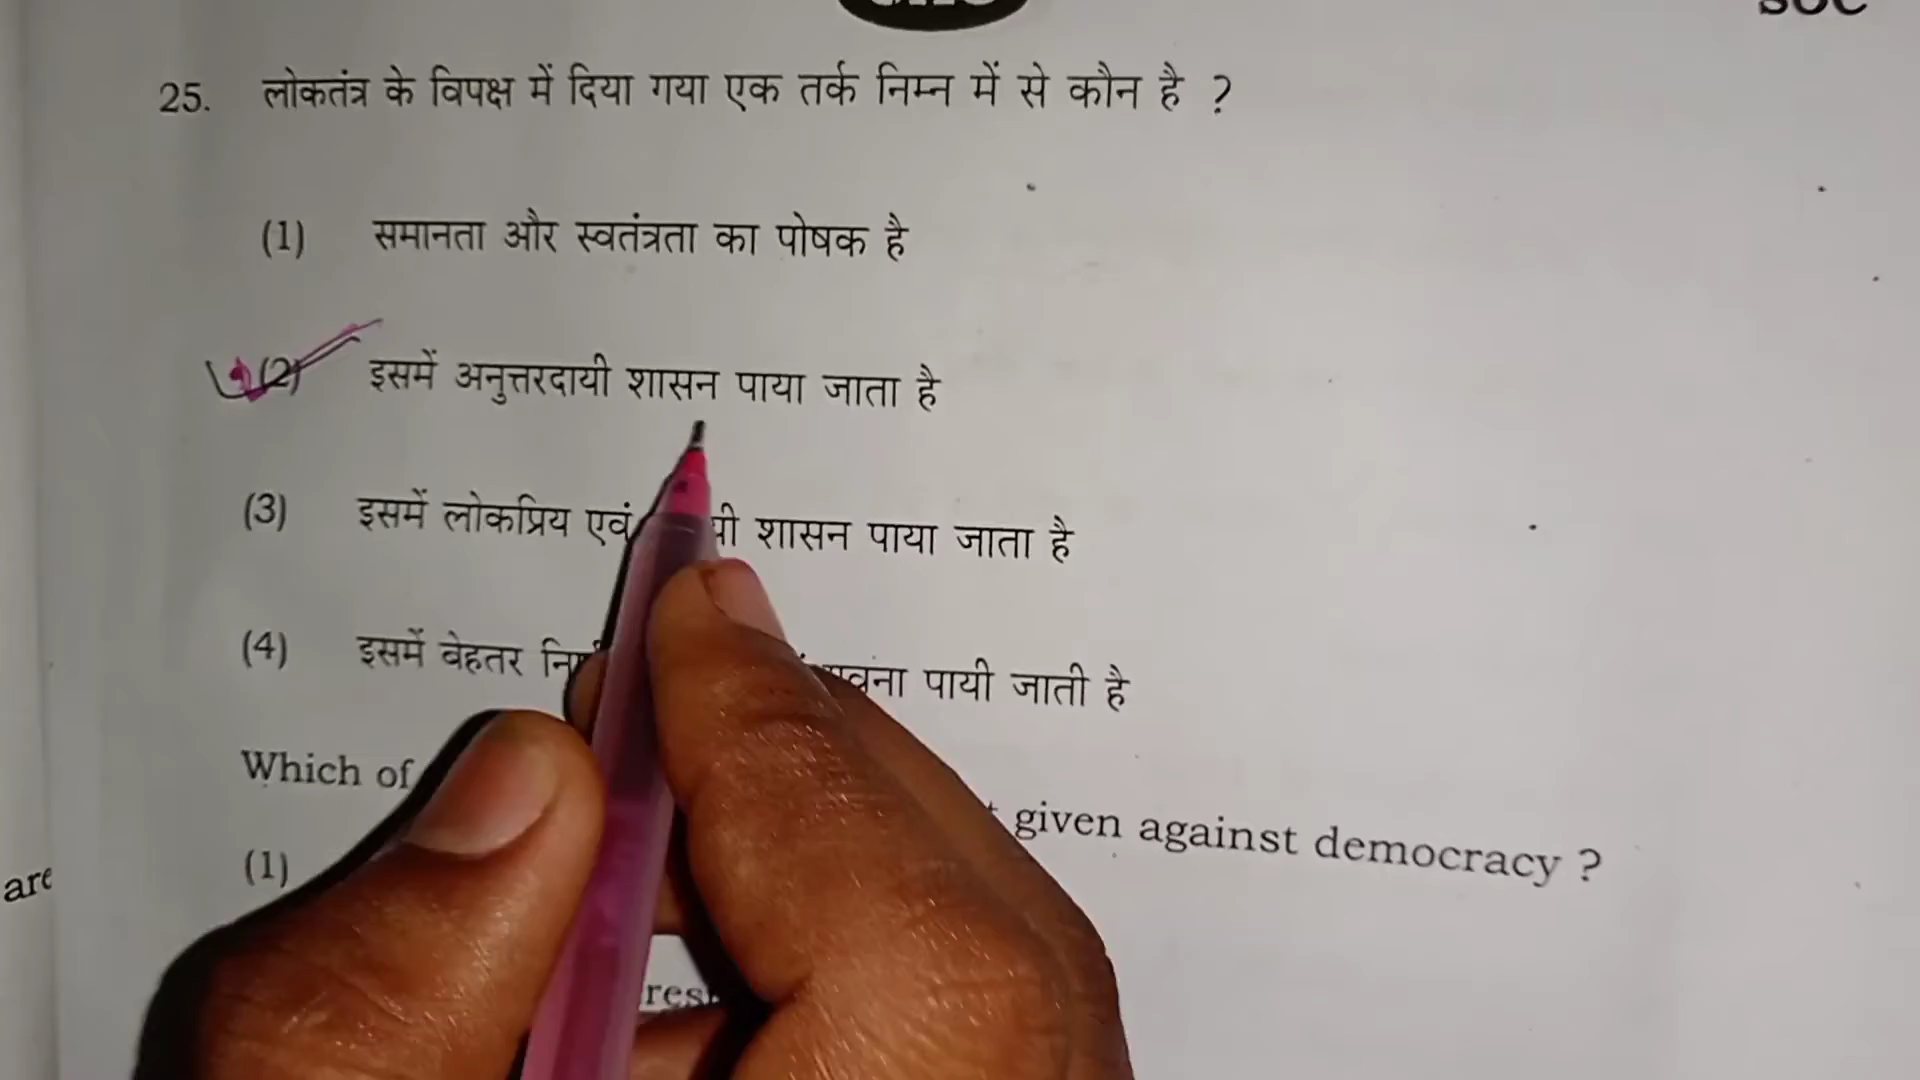 25. लोकतंत्र के विपक्ष में दिया गया एक तर्क निम्न में से कौन है ?
(1) समानता और स्वतंत्रता का पोषक है
(2) इसमें अनुत्तरदायी शासन पाया जाता है
(3) इसमें लोकप्रिय एवं शासन पाया जाता है
(4) इसमें बेहतर पायी जाती है
Which of given against democracy ?
are
(1)